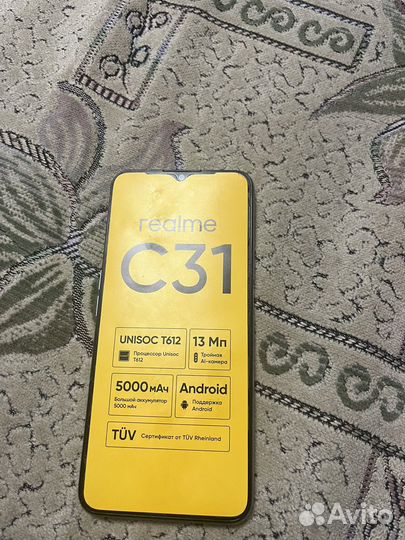 realme
C31
UNISOC T612
Процессор Unisoc
T612
13 Мп
Тройная
AI-камера
5000 мАч
Большой аккумулятор
5000 мАч
Android
Поддержка
Android
TÜV
Сертификат от TÜV Rheinland
Avito